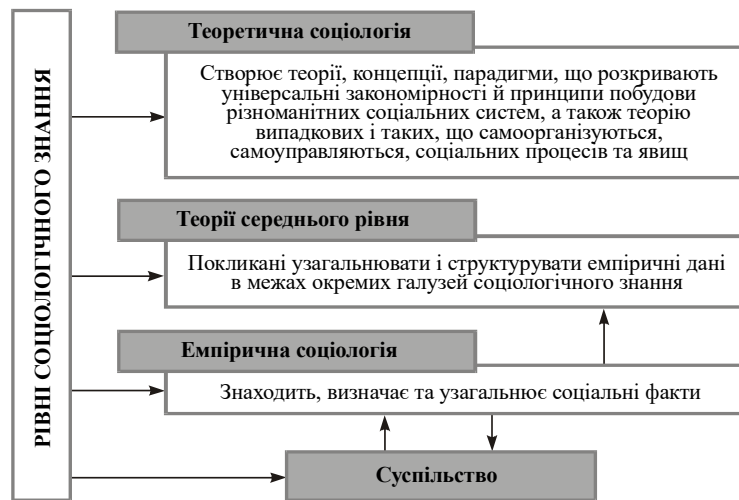 РІВНІ СОЦІОЛОГІЧНОГО ЗНАННЯ
Теоретична соціологія
Створює теорії, концепції, парадигми, що розкривають
універсальні закономірності й принципи побудови
різноманітних соціальних систем, а також теорію
випадкових і таких, що самоорганізуються,
самоуправляються, соціальних процесів та явищ
Теорії середнього рівня
Покликані узагальнювати і структурувати емпіричні дані
в межах окремих галузей соціологічного знання
Емпірична соціологія
Знаходить, визначає та узагальнює соціальні факти
Суспільство